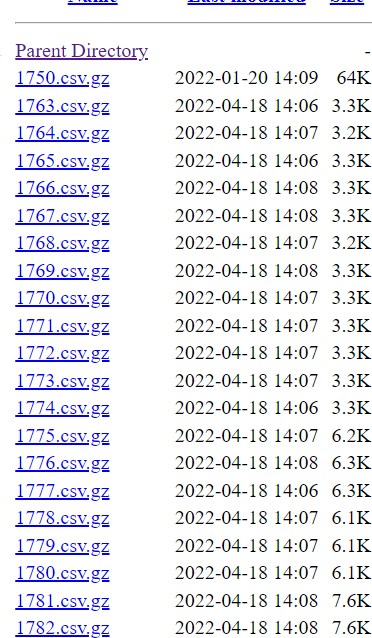 Name Last modified Size
Parent Directory -
1750.csv.gz 2022-01-20 14:09 64K
1763.csv.gz 2022-04-18 14:06 3.3K
1764.csv.gz 2022-04-18 14:07 3.2K
1765.csv.gz 2022-04-18 14:06 3.3K
1766.csv.gz 2022-04-18 14:08 3.3K
1767.csv.gz 2022-04-18 14:08 3.3K
1768.csv.gz 2022-04-18 14:07 3.2K
1769.csv.gz 2022-04-18 14:08 3.3K
1770.csv.gz 2022-04-18 14:07 3.3K
1771.csv.gz 2022-04-18 14:07 3.3K
1772.csv.gz 2022-04-18 14:07 3.3K
1773.csv.gz 2022-04-18 14:07 3.3K
1774.csv.gz 2022-04-18 14:06 3.3K
1775.csv.gz 2022-04-18 14:07 6.2K
1776.csv.gz 2022-04-18 14:08 6.3K
1777.csv.gz 2022-04-18 14:06 6.3K
1778.csv.gz 2022-04-18 14:07 6.1K
1779.csv.gz 2022-04-18 14:07 6.1K
1780.csv.gz 2022-04-18 14:07 6.1K
1781.csv.gz 2022-04-18 14:08 7.6K
1782.csv.gz 2022-04-18 14:08 7.6K